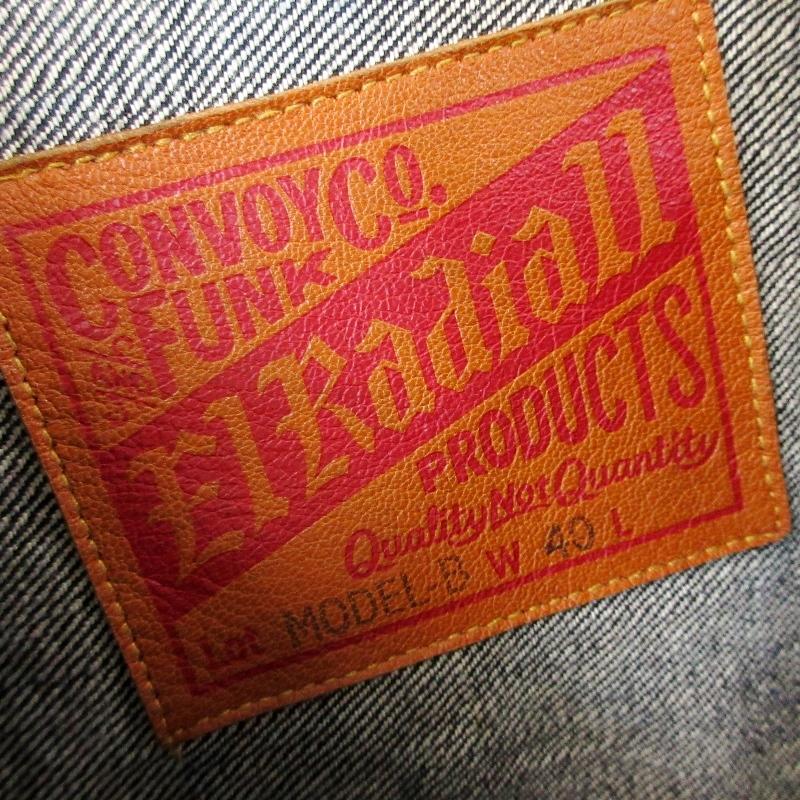 CONVOY Co.
FUNK
El Radiall
PRODUCTS
Quality Not Quantity
Lot MODEL-B W 40 L